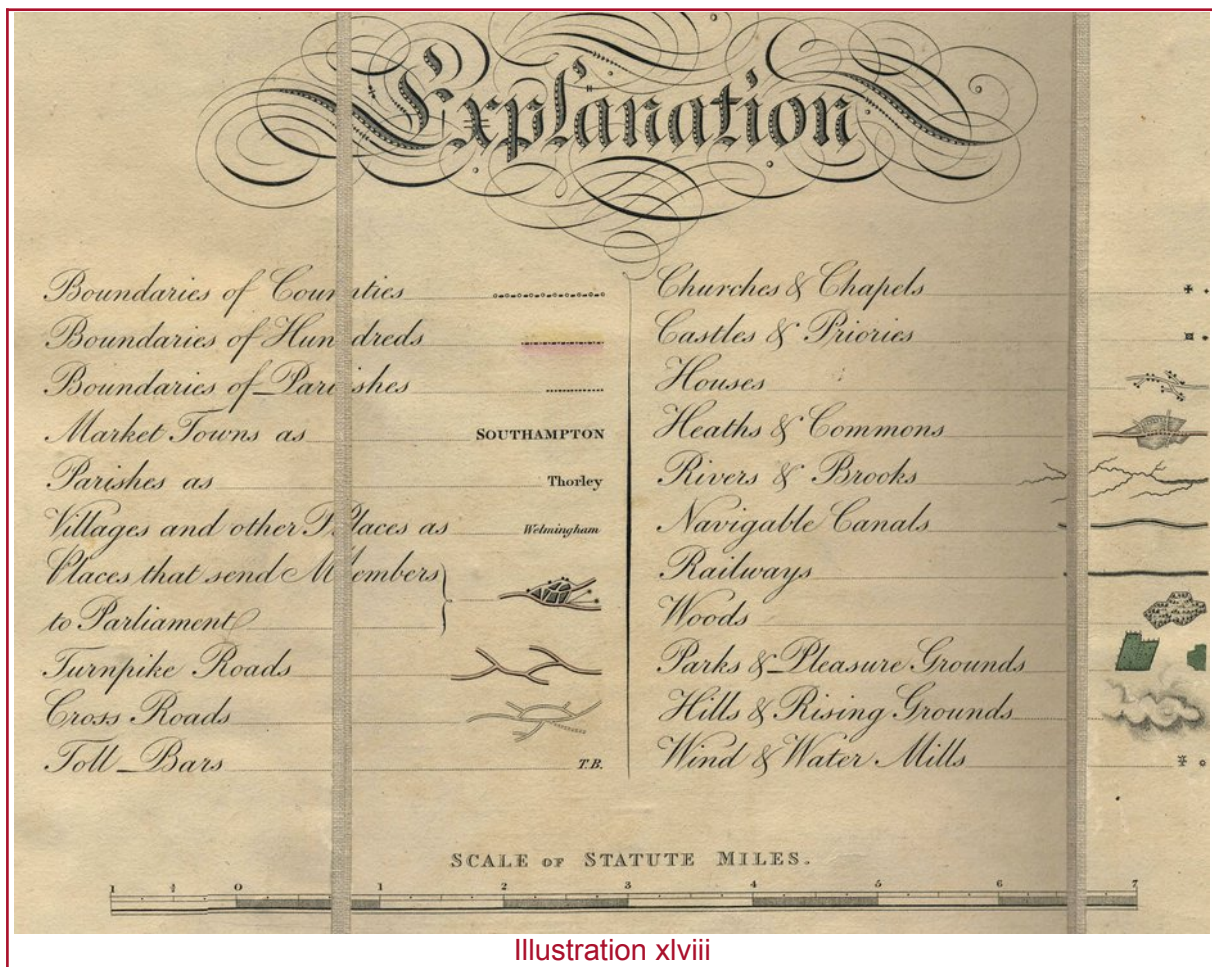 Explanation
Boundaries of Counties
Boundaries of Hundreds
Boundaries of Parishes
Market Towns as SOUTHAMPTON
Parishes as Thorley
Villages and other Places as Welmingham
Places that send Members
to Parliament
Turnpike Roads
Cross Roads
Toll Bars T.B.
Churches & Chapels
Castles & Priories
Houses
Heaths & Commons
Rivers & Brooks
Navigable Canals
Railways
Woods
Parks & Pleasure Grounds
Hills & Rising Grounds
Wind & Water Mills
SCALE OF STATUTE MILES.
1 0 1 2 3 4 5 6 7
Illustration xlviii